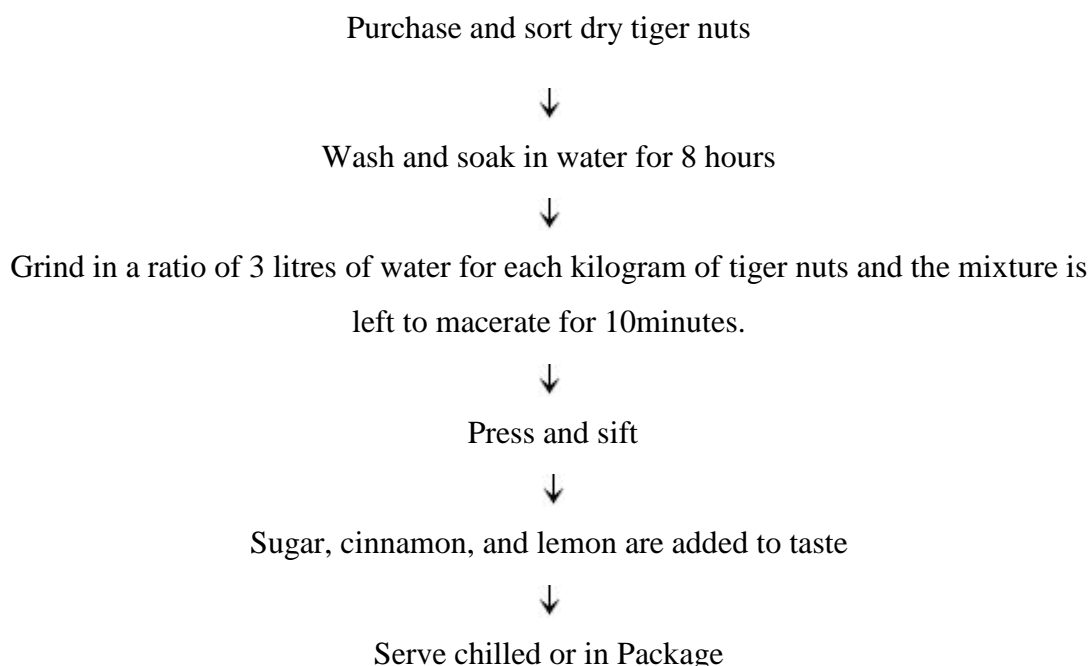 Purchase and sort dry tiger nuts
↓
Wash and soak in water for 8 hours
↓
Grind in a ratio of 3 litres of water for each kilogram of tiger nuts and the mixture is
left to macerate for 10minutes.
↓
Press and sift
↓
Sugar, cinnamon, and lemon are added to taste
↓
Serve chilled or in Package